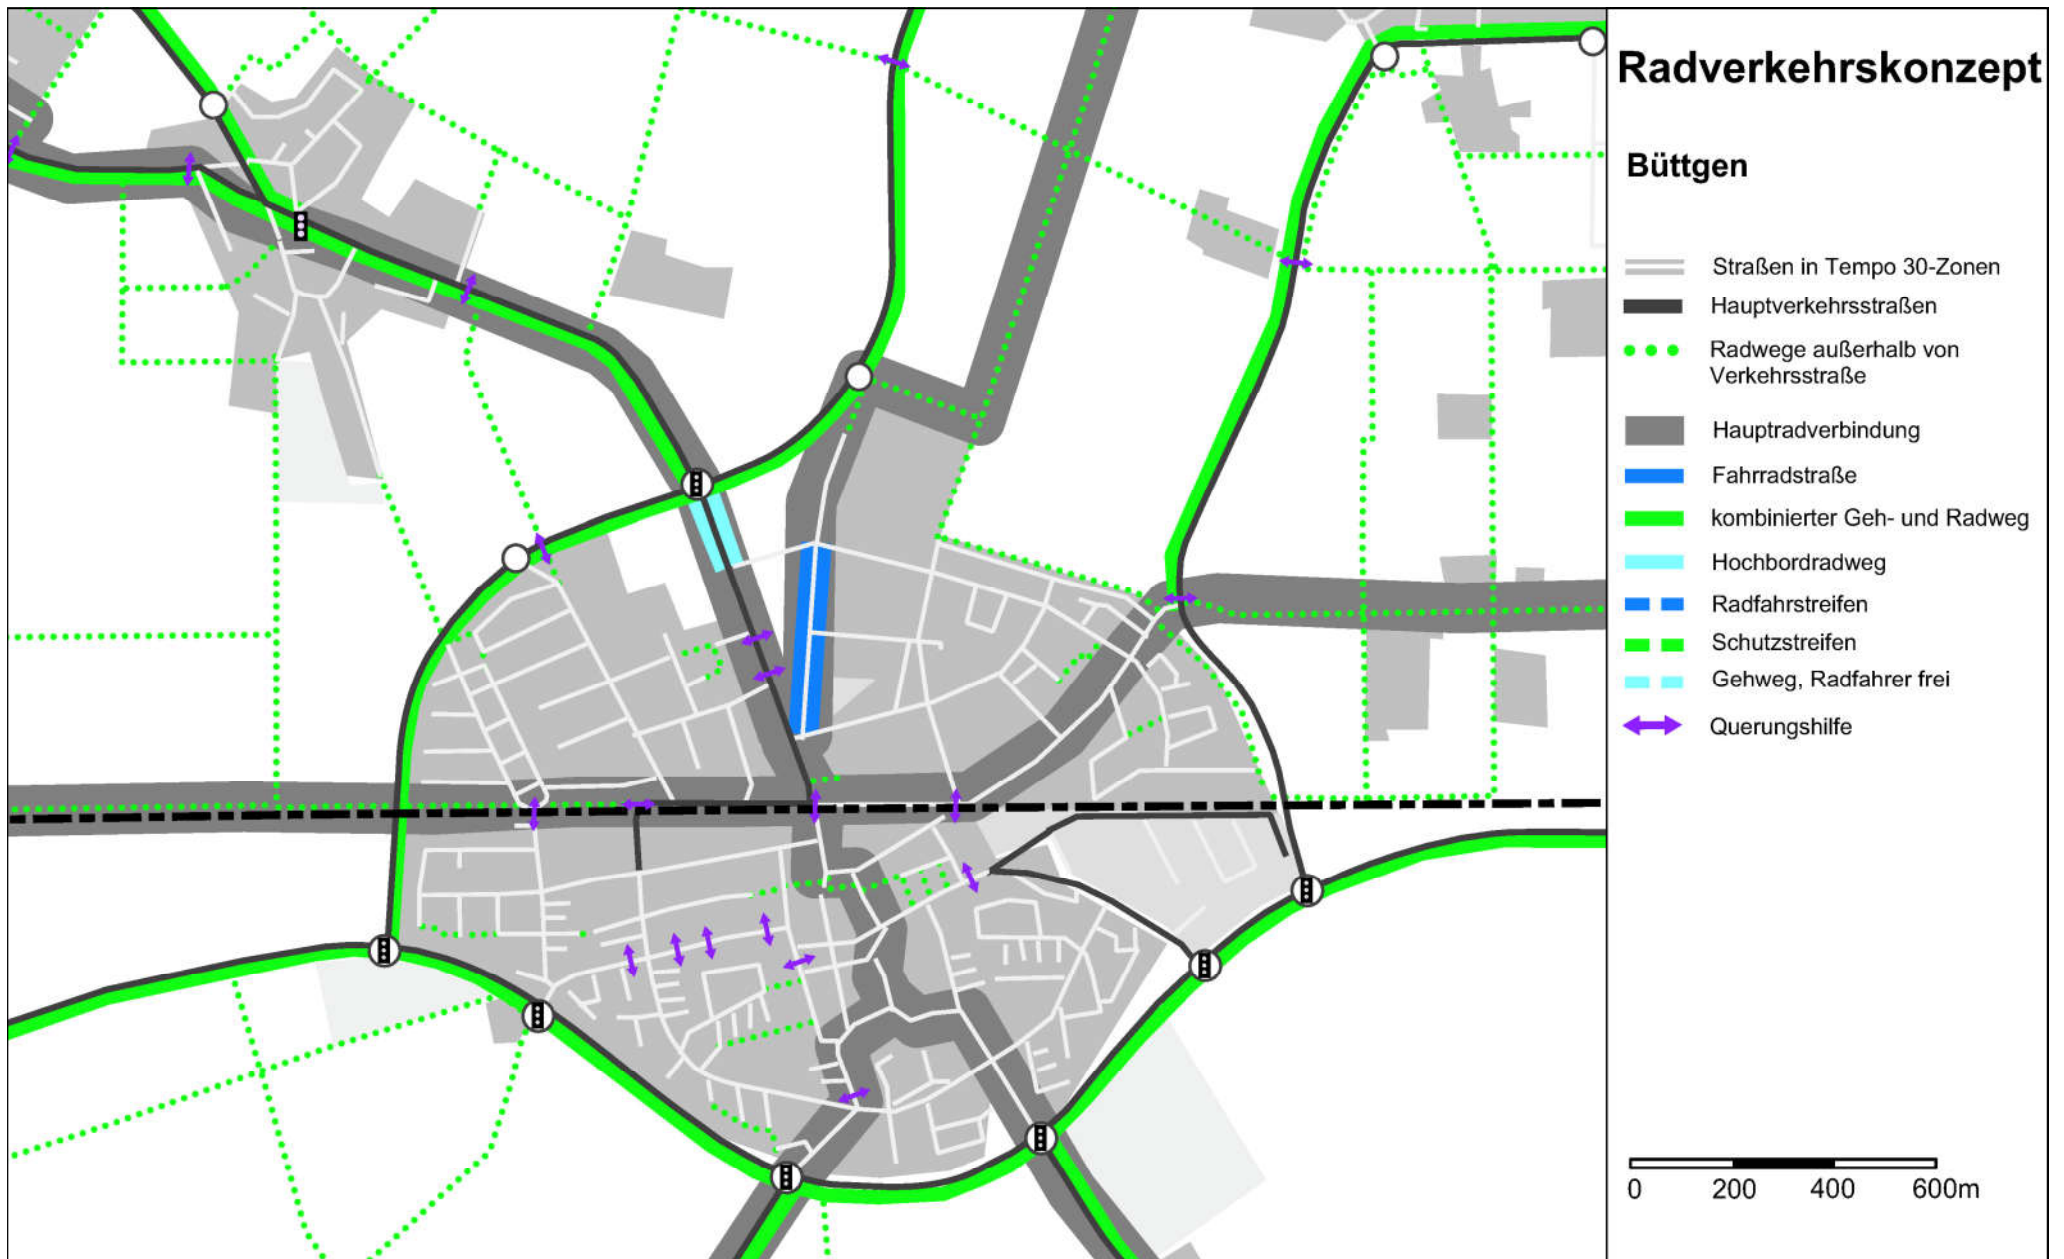 Radverkehrskonzept
Büttgen
Straßen in Tempo 30-Zonen
Hauptverkehrsstraßen
Radwege außerhalb von
Verkehrsstraße
Hauptradverbindung
Fahrradstraße
kombinierter Geh- und Radweg
Hochbordradweg
Radfahrstreifen
Schutzstreifen
Gehweg, Radfahrer frei
Querungshilfe
0 200 400 600m